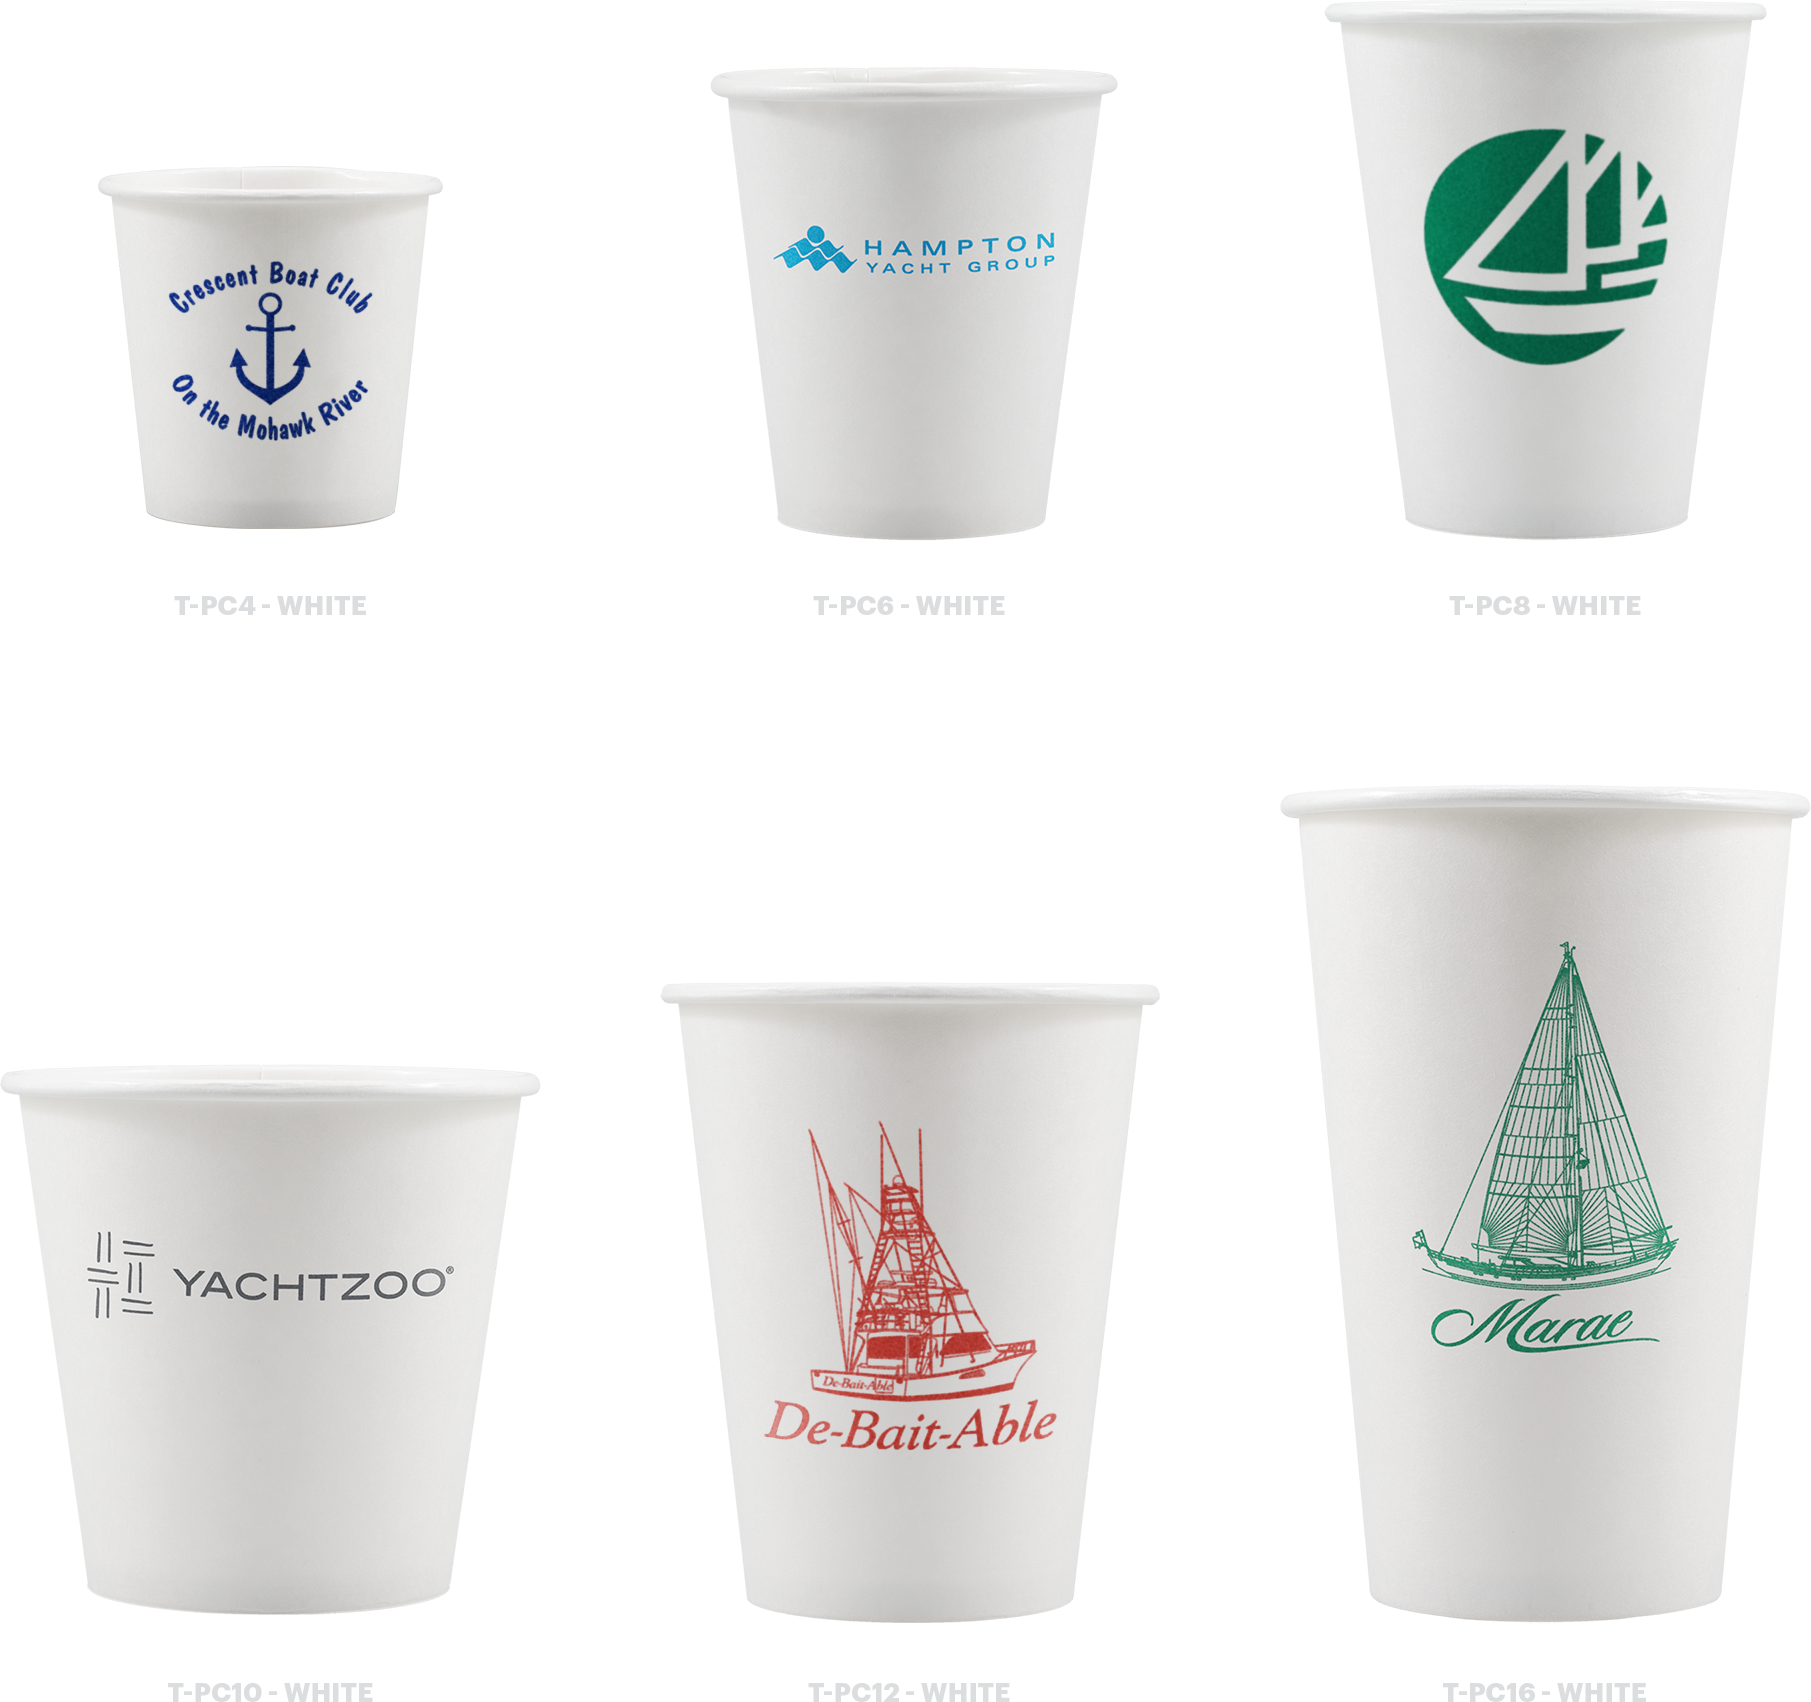 Crescent Boat Club
On the Mohawk River
HAMPTON
YACHT GROUP
T-PC4 - WHITE
T-PC6 - WHITE
T-PC8 - WHITE
YACHTZOO®
De-Bait-Able
De-Bait-Able
Marae
T-PC10 - WHITE
T-PC12 - WHITE
T-PC16 - WHITE